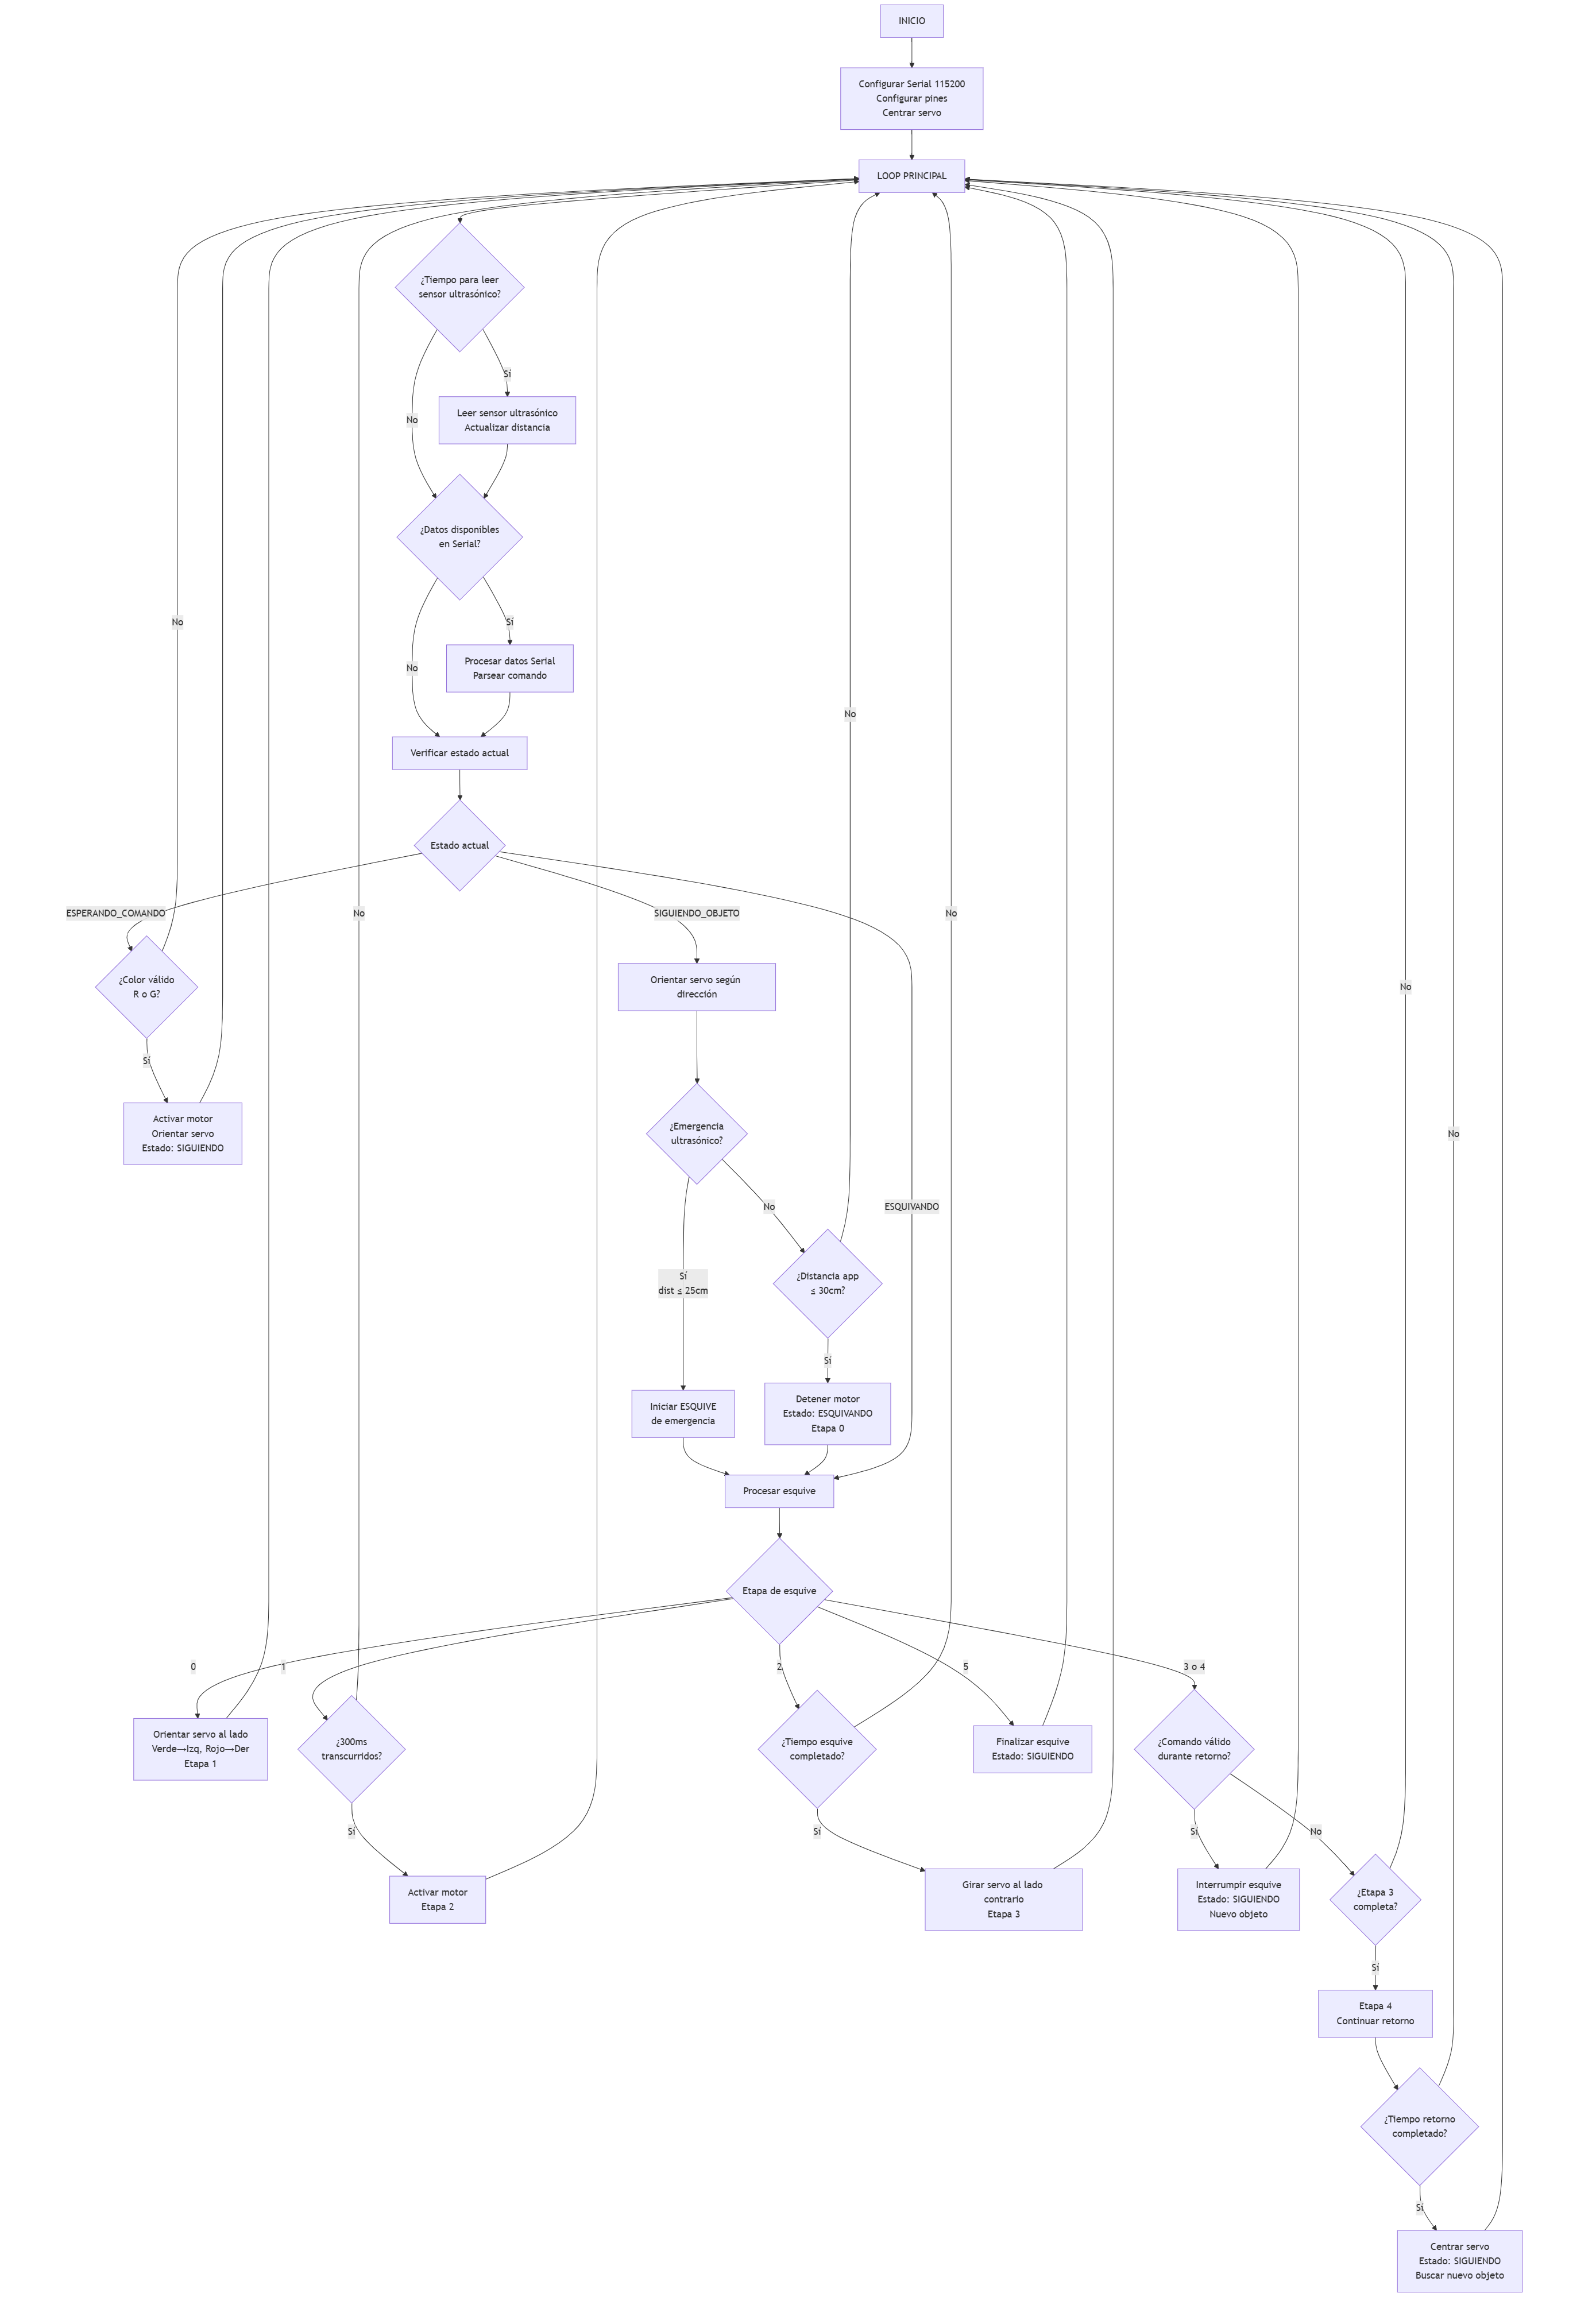 INICIO
Configurar Serial 115200
Configurar pines
Centrar servo
LOOP PRINCIPAL
¿Tiempo para leer
sensor ultrasónico?
Sí
No
Leer sensor ultrasónico
Actualizar distancia
¿Datos disponibles
en Serial?
No
Sí
No
Procesar datos Serial
Parsear comando
No
Verificar estado actual
Estado actual
ESPERANDO_COMANDO
No
SIGUIENDO_OBJETO
No
¿Color válido
R o G?
Orientar servo según
dirección
No
Sí
Activar motor
Orientar servo
Estado: SIGUIENDO
¿Emergencia
ultrasónico?
No
No
ESQUIVANDO
Sí
dist ≤ 25cm
¿Distancia app
≤ 30cm?
Sí
Iniciar ESQUIVE
de emergencia
Detener motor
Estado: ESQUIVANDO
Etapa 0
Procesar esquive
Etapa de esquive
0
1
2
5
3 o 4
Orientar servo al lado
Verde→Izq, Rojo→Der
Etapa 1
¿300ms
transcurridos?
¿Tiempo esquive
completado?
Finalizar esquive
Estado: SIGUIENDO
¿Comando válido
durante retorno?
Sí
Sí
Sí
No
Activar motor
Etapa 2
Girar servo al lado
contrario
Etapa 3
Interrumpir esquive
Estado: SIGUIENDO
Nuevo objeto
¿Etapa 3
completa?
Sí
Etapa 4
Continuar retorno
¿Tiempo retorno
completado?
Sí
Centrar servo
Estado: SIGUIENDO
Buscar nuevo objeto